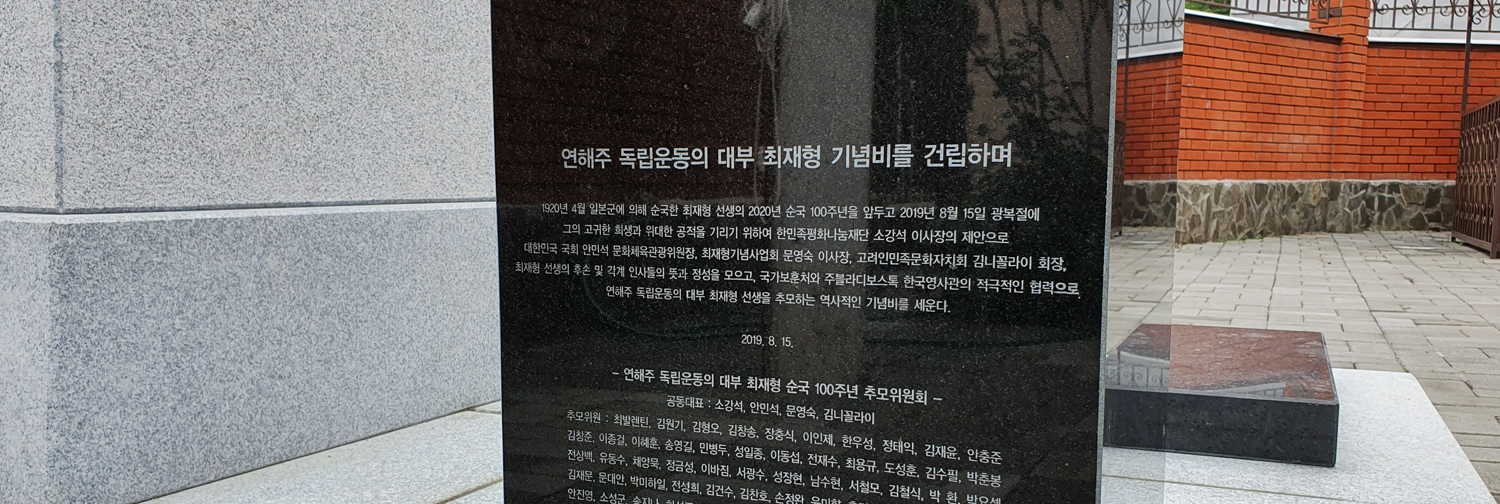 연해주 독립운동의 대부 최재형 기념비를 건립하며
1920년 4월 일본군에 의해 순국한 최재형 선생의 2020년 순국 100주년을 앞두고 2019년 8월 15일 광복절에
그의 고귀한 희생과 위대한 공적을 기리기 위하여 한민족평화나눔재단 소강석 이사장의 제안으로
대한민국 국회 안민석 문화체육관광위원장, 최재형기념사업회 문영숙 이사장, 고려인민족문화자치회 김니꼴라이 회장,
최재형 선생의 후손 및 각계 인사들의 뜻과 정성을 모으고, 국가보훈처와 주블라디보스톡 한국영사관의 적극적인 협력으로
연해주 독립운동의 대부 최재형 선생을 추모하는 역사적인 기념비를 세운다.
2019. 8. 15.
– 연해주 독립운동의 대부 최재형 순국 100주년 추모위원회 –
공동대표 : 소강석, 안민석, 문영숙, 김니꼴라이
추모위원 : 최발렌틴, 김원기, 김형오, 김창송, 장충식, 이인제, 한우성, 정태익, 김재윤, 안충준
김창준, 이종걸, 이혜훈, 송영길, 민병두, 성일종, 이동섭, 전재수, 최용규, 도성훈, 김수필, 박춘봉
전상백, 유동수, 채양묵, 정금성, 이바짐, 서광수, 성장현, 남수현, 서철모, 김철식, 박 환, 박요셉
김재문, 문대안, 박미하일, 전성희, 김건수, 김찬호, 손정완
안진영, 소성군